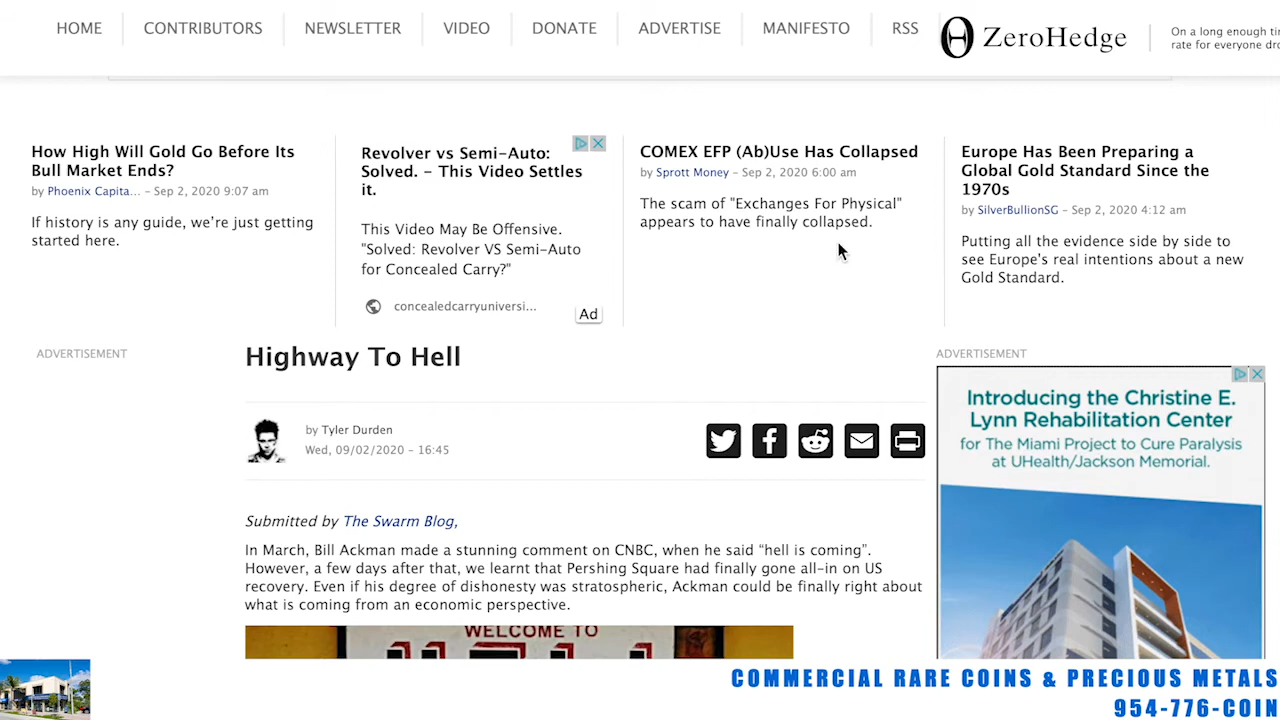 HOME
CONTRIBUTORS
NEWSLETTER
VIDEO
DONATE
ADVERTISE
MANIFESTO
RSS
ZeroHedge
On a long enough
rate for everyone
How High Will Gold Go Before Its
Bull Market Ends?
by Phoenix Capita... – Sep 2, 2020 9:07 am
If history is any guide, we're just getting
started here.
Revolver vs Semi-Auto:
Solved. – This Video Settles
it.
This Video May Be Offensive.
"Solved: Revolver VS Semi-Auto
for Concealed Carry?"
concealedcarryuniversi...
Ad
COMEX EFP (Ab)Use Has Collapsed
by Sprott Money – Sep 2, 2020 6:00 am
The scam of "Exchanges For Physical"
appears to have finally collapsed.
Europe Has Been Preparing a
Global Gold Standard Since the
1970s
by SilverBullionSG – Sep 2, 2020 4:12 am
Putting all the evidence side by side to
see Europe's real intentions about a new
Gold Standard.
ADVERTISEMENT
Highway To Hell
by Tyler Durden
Wed, 09/02/2020 – 16:45
Submitted by The Swarm Blog,
In March, Bill Ackman made a stunning comment on CNBC, when he said “hell is coming”.
However, a few days after that, we learnt that Pershing Square had finally gone all-in on US
recovery. Even if his degree of dishonesty was stratospheric, Ackman could be finally right about
what is coming from an economic perspective.
WELCOME TO
ADVERTISEMENT
Introducing the Christine E.
Lynn Rehabilitation Center
for The Miami Project to Cure Paralysis
at UHealth/Jackson Memorial.
COMMERCIAL RARE COINS & PRECIOUS METALS
954-776-COIN